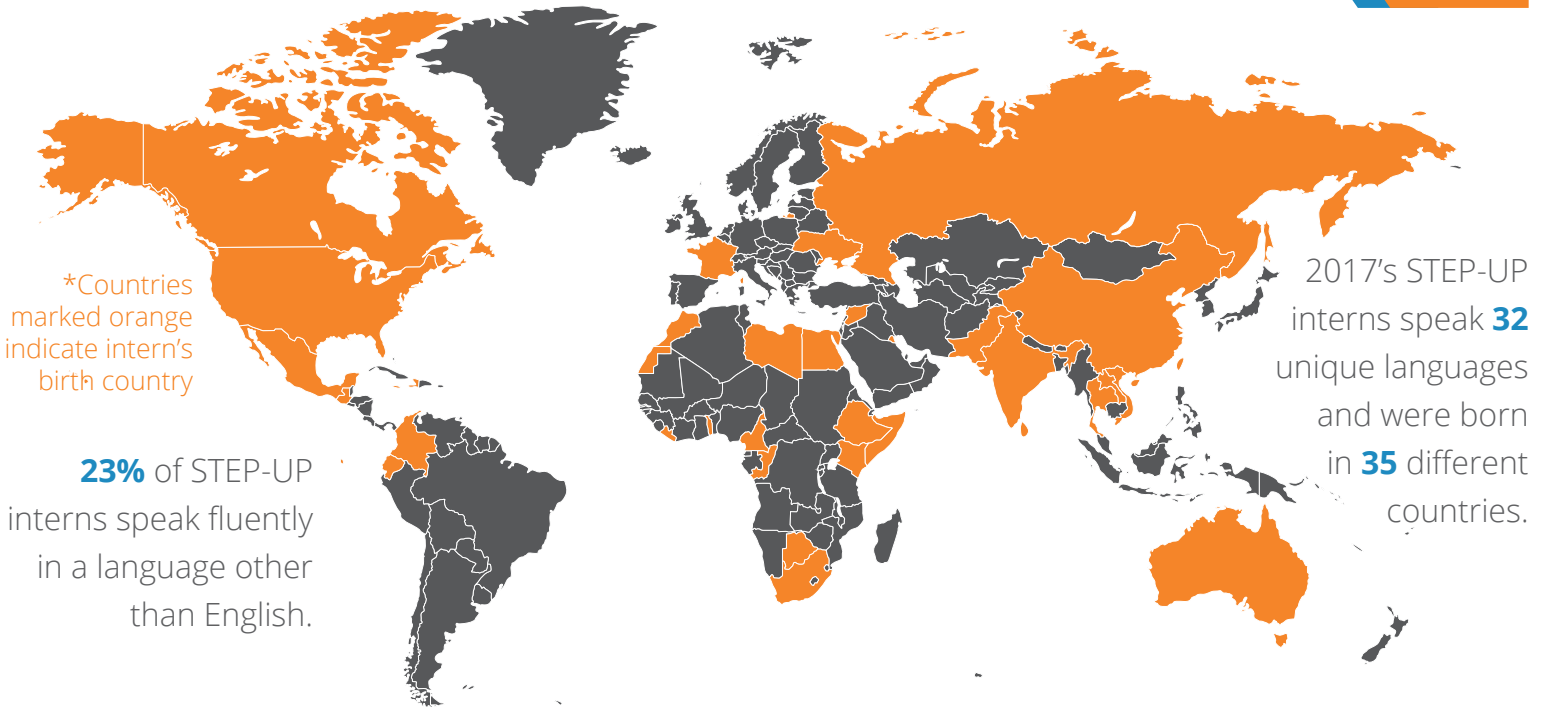 *Countries
marked orange
indicate intern's
birth country
23% of STEP-UP
interns speak fluently
in a language other
than English.
2017's STEP-UP
interns speak 32
unique languages
and were born
in 35 different
countries.